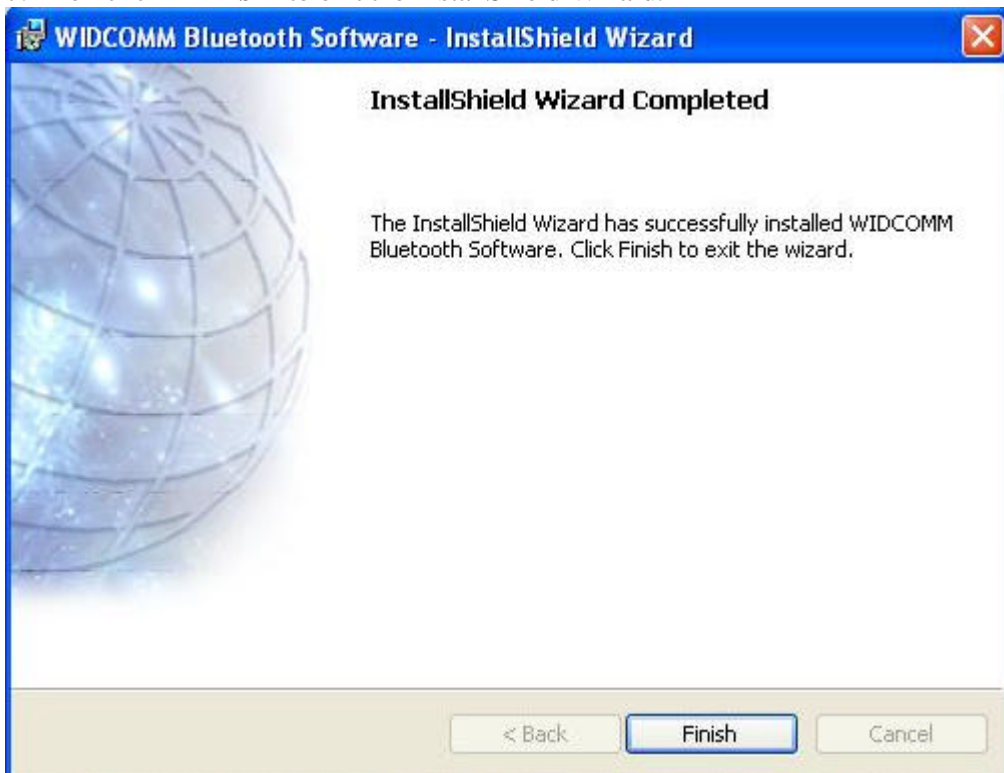 WIDCOMM Bluetooth Software - InstallShield Wizard
InstallShield Wizard Completed
The InstallShield Wizard has successfully installed WIDCOMM
Bluetooth Software. Click Finish to exit the wizard.
< Back Finish Cancel